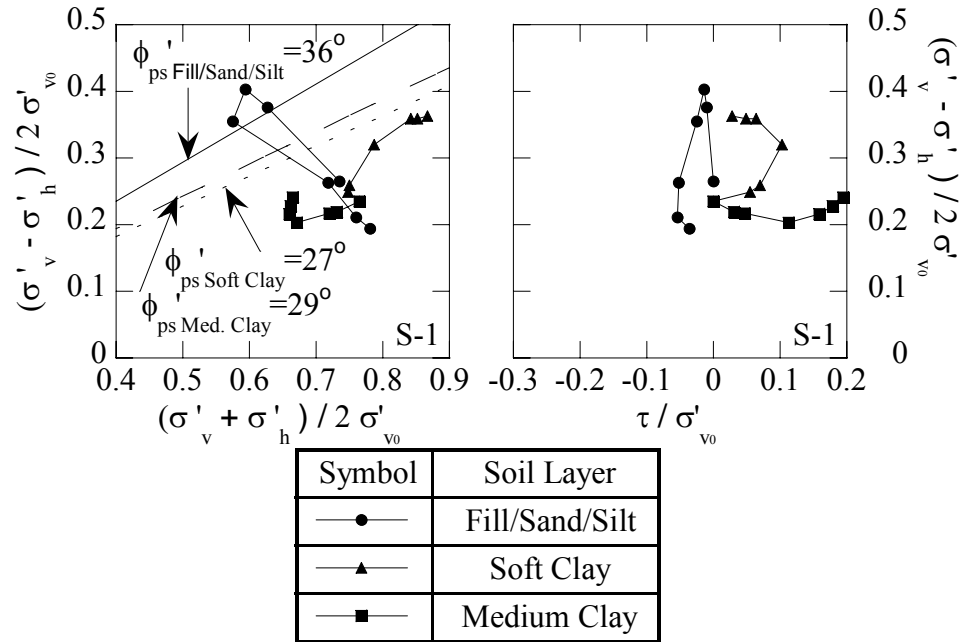 0.5
0.4
0.3
0.2
0.1
0
(σ'v - σ'h) / 2 σ'v0
ϕ'ps Fill/Sand/Silt =36°
ϕ'ps Soft Clay =27°
ϕ'ps Med. Clay =29°
S-1
0.4 0.5 0.6 0.7 0.8 0.9
(σ'v + σ'h) / 2 σ'v0
S-1
-0.3 -0.2 -0.1 0 0.1 0.2
τ / σ'v0
0.5
0.4
0.3
0.2
0.1
0
(σ'v - σ'h) / 2 σ'v0
Symbol Soil Layer
Fill/Sand/Silt
Soft Clay
Medium Clay